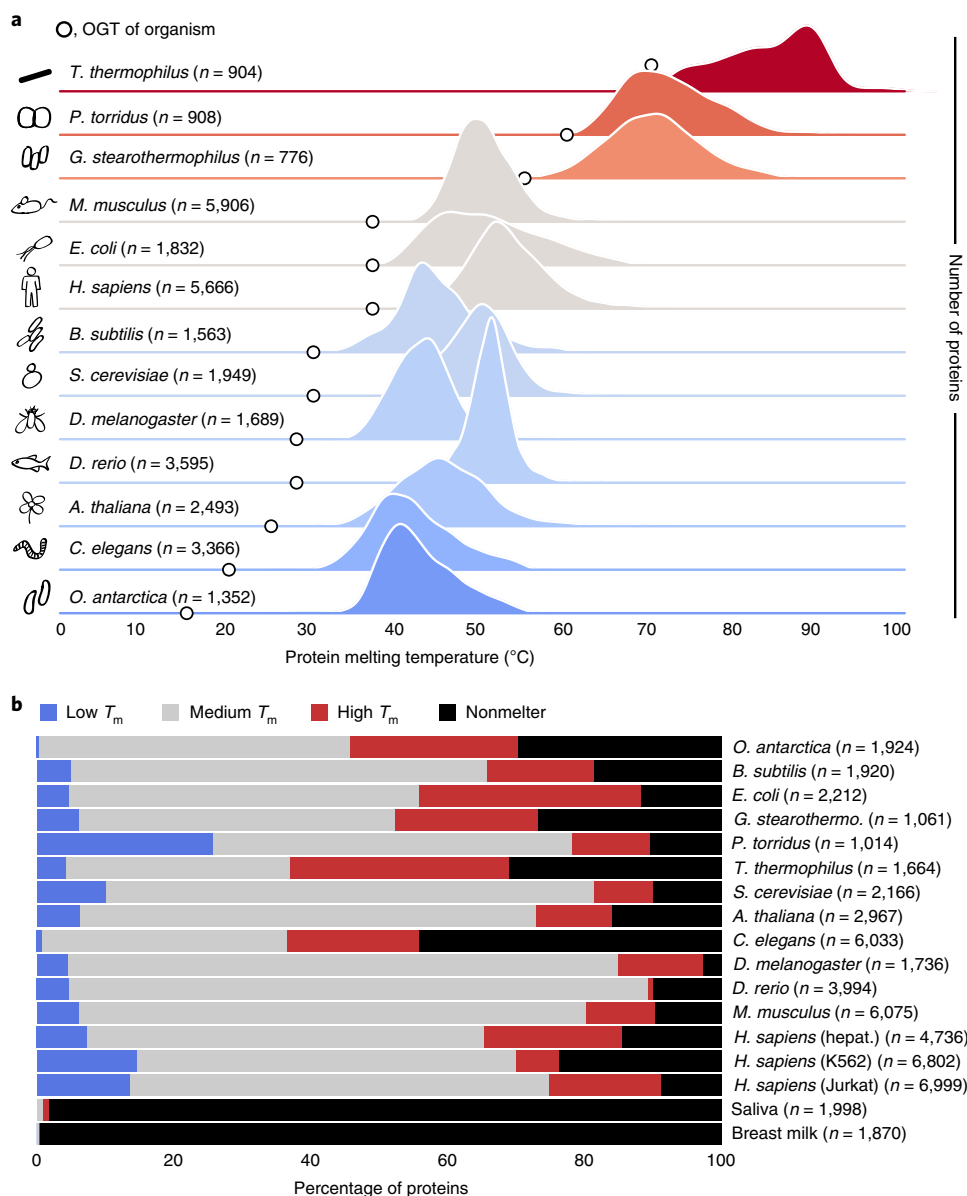 a
O, OGT of organism
T. thermophilus (n = 904)
P. torridus (n = 908)
G. stearothermophilus (n = 776)
M. musculus (n = 5,906)
E. coli (n = 1,832)
H. sapiens (n = 5,666)
B. subtilis (n = 1,563)
S. cerevisiae (n = 1,949)
D. melanogaster (n = 1,689)
D. rerio (n = 3,595)
A. thaliana (n = 2,493)
C. elegans (n = 3,366)
O. antarctica (n = 1,352)
Number of proteins
0 10 20 30 40 50 60 70 80 90 100
Protein melting temperature (°C)
b
Low Tm Medium Tm High Tm Nonmelter
O. antarctica (n = 1,924)
B. subtilis (n = 1,920)
E. coli (n = 2,212)
G. stearothermo. (n = 1,061)
P. torridus (n = 1,014)
T. thermophilus (n = 1,664)
S. cerevisiae (n = 2,166)
A. thaliana (n = 2,967)
C. elegans (n = 6,033)
D. melanogaster (n = 1,736)
D. rerio (n = 3,994)
M. musculus (n = 6,075)
H. sapiens (hepat.) (n = 4,736)
H. sapiens (K562) (n = 6,802)
H. sapiens (Jurkat) (n = 6,999)
Saliva (n = 1,998)
Breast milk (n = 1,870)
0 20 40 60 80 100
Percentage of proteins